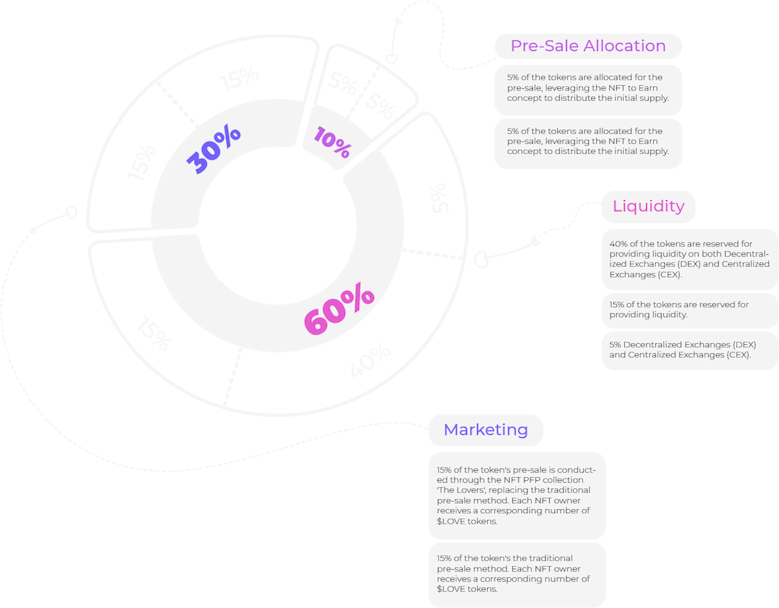 15%
5%
5%
15%
30%
10%
5%
60%
15%
40%
Pre-Sale Allocation
5% of the tokens are allocated for the
pre-sale, leveraging the NFT to Earn
concept to distribute the initial supply.
5% of the tokens are allocated for the
pre-sale, leveraging the NFT to Earn
concept to distribute the initial supply.
Liquidity
40% of the tokens are reserved for
providing liquidity on both Decentral-
ized Exchanges (DEX) and Centralized
Exchanges (CEX).
15% of the tokens are reserved for
providing liquidity.
5% Decentralized Exchanges (DEX)
and Centralized Exchanges (CEX).
Marketing
15% of the token's pre-sale is conduct-
ed through the NFT PFP collection
'The Lovers', replacing the traditional
pre-sale method. Each NFT owner
receives a corresponding number of
$LOVE tokens.
15% of the token's the traditional
pre-sale method. Each NFT owner
receives a corresponding number of
$LOVE tokens.